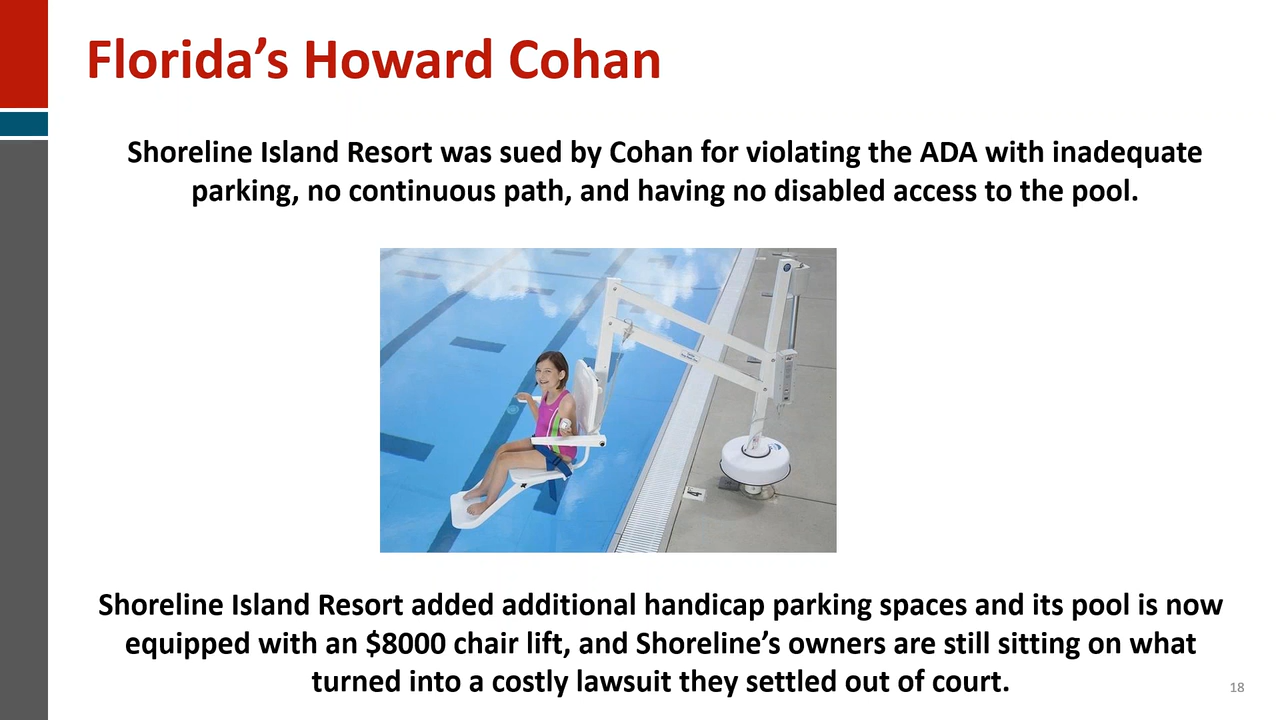 Florida’s Howard Cohan
Shoreline Island Resort was sued by Cohan for violating the ADA with inadequate
parking, no continuous path, and having no disabled access to the pool.
4
Shoreline Island Resort added additional handicap parking spaces and its pool is now
equipped with an $8000 chair lift, and Shoreline’s owners are still sitting on what
turned into a costly lawsuit they settled out of court.
18